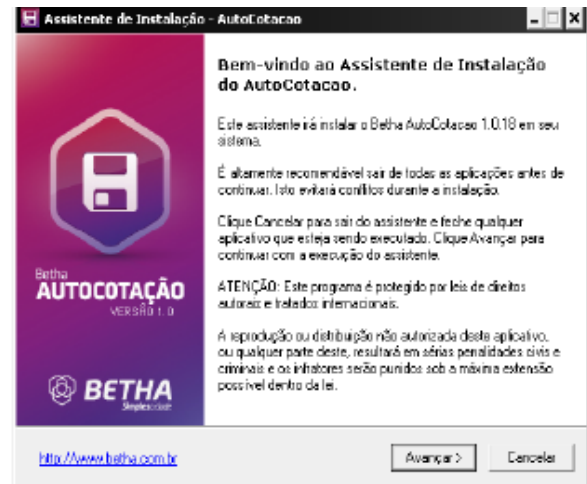 Assistente de Instalação - AutoCotacao
Bem-vindo ao Assistente de Instalação
do AutoCotacao.
Este assistente irá instalar o Betha AutoCotacao 1.0.18 em seu
sistema.
É altamente recomendável sair de todas as aplicações antes de
continuar. Isto evitará conflitos durante a instalação.
Clique Cancelar para sair do assistente e feche qualquer
aplicativo que esteja sendo executado. Clique Avançar para
continuar com a execução do assistente.
ATENÇÃO: Este programa é protegido por leis de direitos
autorais e tratados internacionais.
A reprodução ou distribuição não autorizada deste aplicativo,
ou qualquer parte deste, resultará em sérias penalidades civis e
criminais e os infratores serão punidos sob a máxima extensão
possível dentro da lei.
Betha
AUTOCOTAÇÃO
VERSÃO 1.0
BETHA
http://www.betha.com.br
Avançar >
Cancelar